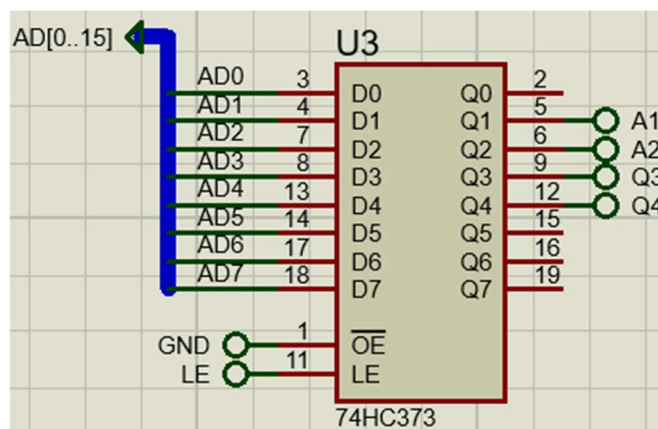 AD[0..15]
U3
AD0 3 D0 Q0 2
AD1 4 D1 Q1 5 A1
AD2 7 D2 Q2 6 A2
AD3 8 D3 Q3 9 Q3
AD4 13 D4 Q4 12 Q4
AD5 14 D5 Q5 15
AD6 17 D6 Q6 16
AD7 18 D7 Q7 19
GND 1 OE
LE 11 LE
74HC373